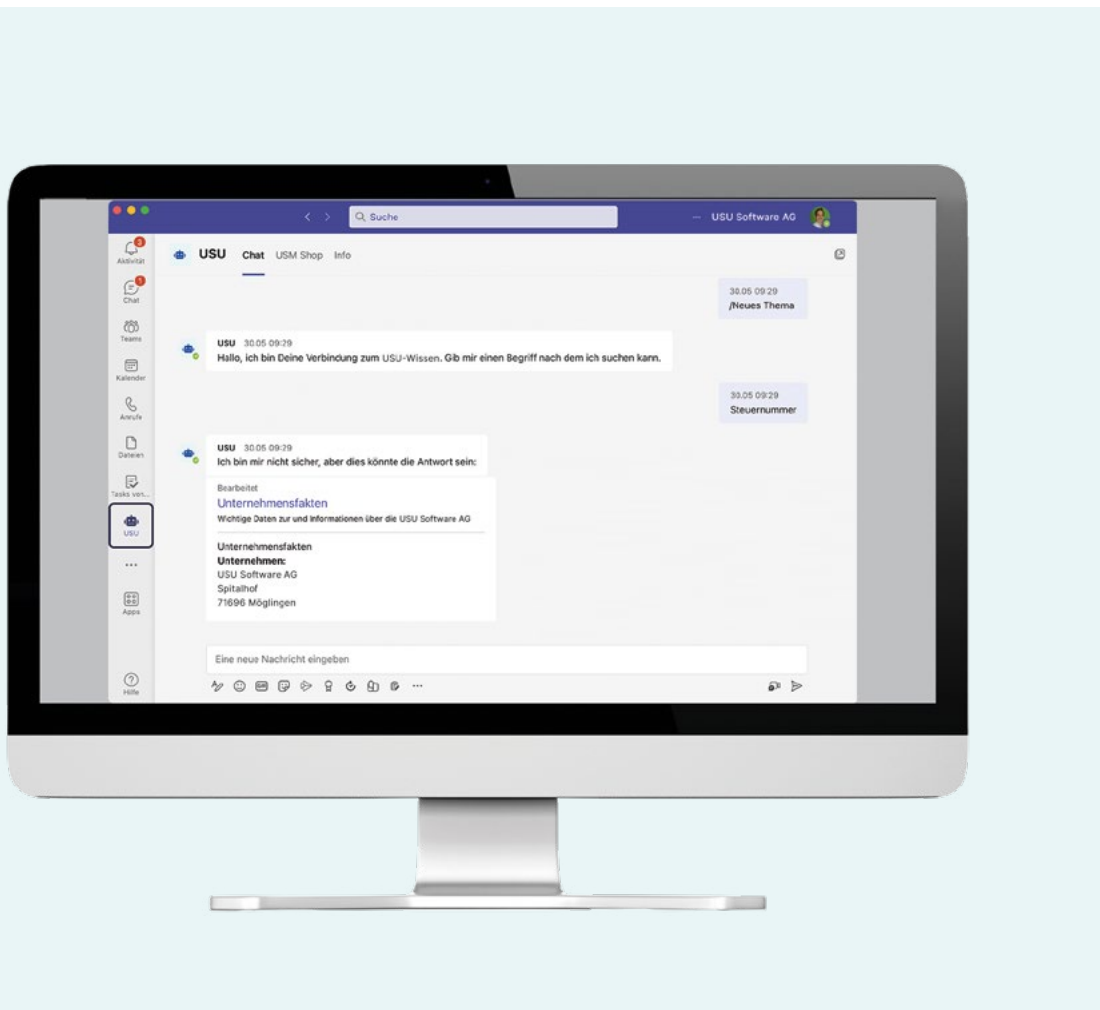 Suche
USU Software AG
3
Aktivität
1
Chat
Teams
Kalender
Anrufe
Dateien
Tasks von...
USU
Apps
Hilfe
USU Chat USM Shop Info
30.05 09:29
/Neues Thema
USU 30.05 09:29
Hallo, ich bin Deine Verbindung zum USU-Wissen. Gib mir einen Begriff nach dem ich suchen kann.
30.05 09:29
Steuernummer
USU 30.05 09:29
Ich bin mir nicht sicher, aber dies könnte die Antwort sein:
Bearbeitet
Unternehmensfakten
Wichtige Daten zur und Informationen über die USU Software AG
Unternehmensfakten
Unternehmen:
USU Software AG
Spitalhof
71696 Möglingen
Eine neue Nachricht eingeben
GIF